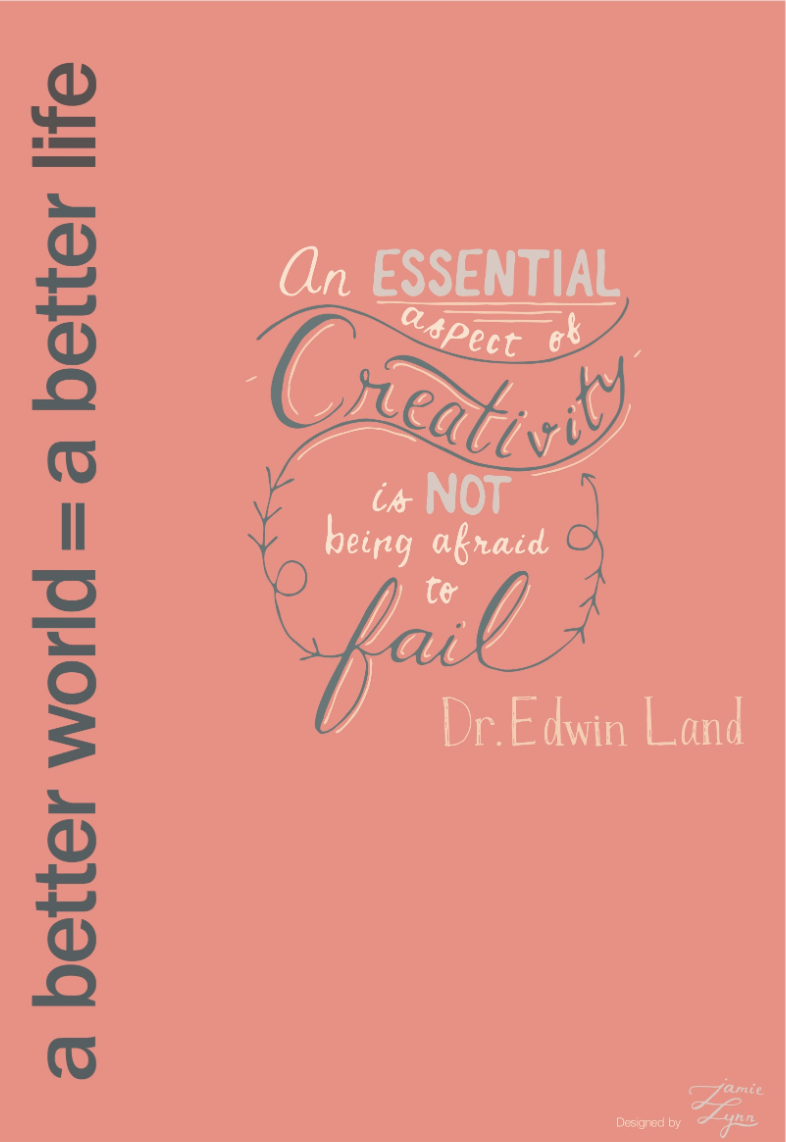 a better world = a better life
An ESSENTIAL
aspect of
Creativity
is NOT
being afraid
to
fail
Dr. Edwin Land
Designed by
Jamie
Lynn